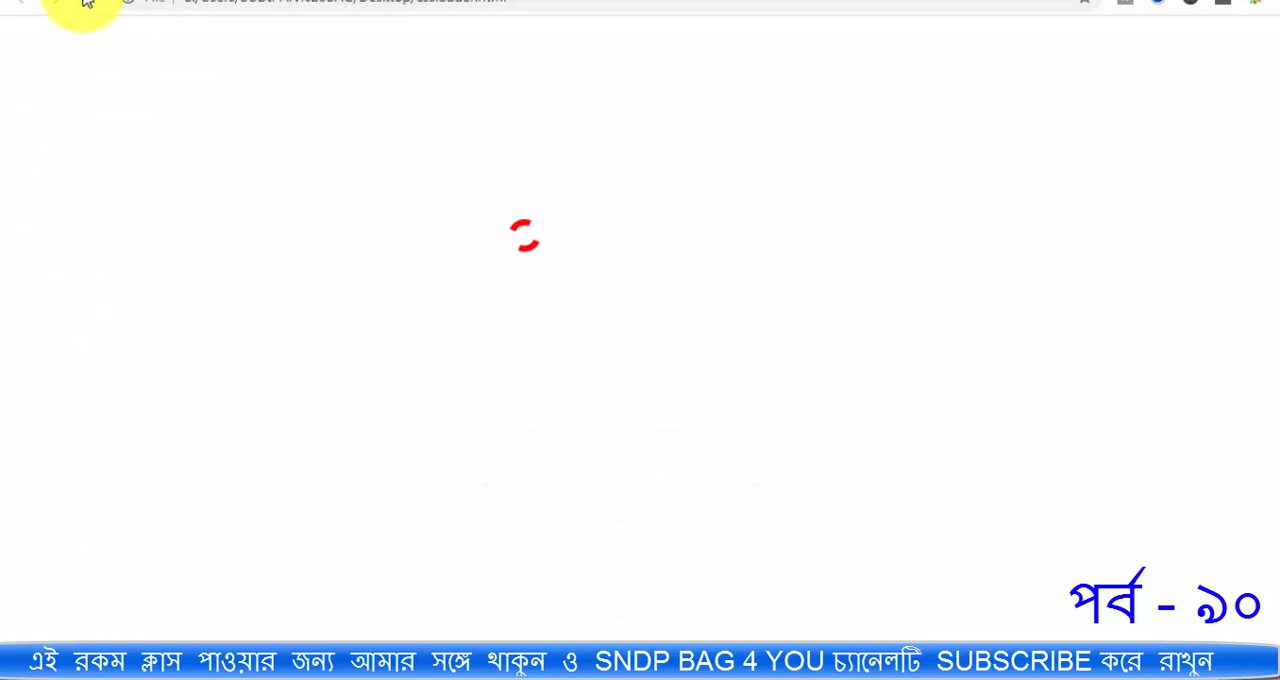 পর্ব - ৯০
এই রকম ক্লাস পাওয়ার জন্য আমার সঙ্গে থাকুন ও SNDP BAG 4 YOU চ্যানেলটি SUBSCRIBE করে রাখুন